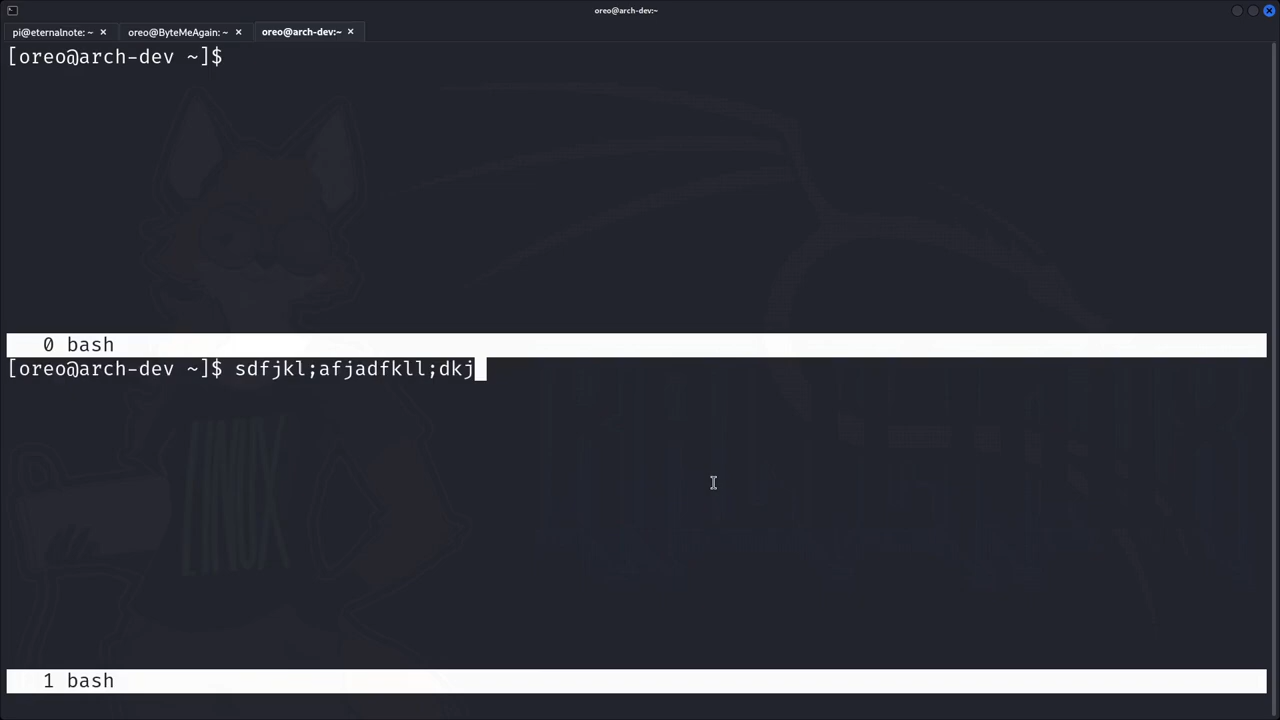 oreo@arch-dev:~
pi@eternalnote: ~ × oreo@ByteMeAgain: ~ × oreo@arch-dev:~ ×
[oreo@arch-dev ~]$
0 bash
[oreo@arch-dev ~]$ sdfjkl;afjadfkll;dkj
LINUX
1 bash